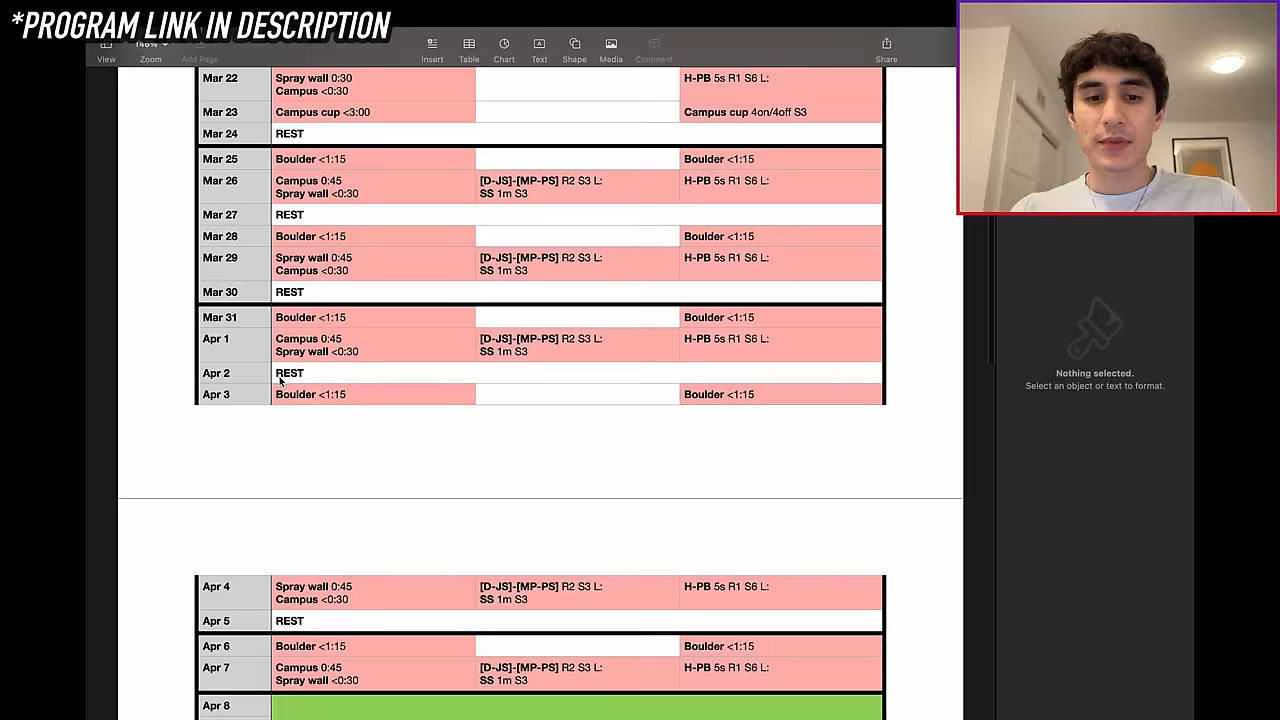 *PROGRAM LINK IN DESCRIPTION
View
Zoom
Add Page
Insert
Table
Chart
Text
Shape
Media
Comment
Share
Mar 22 Spray wall 0:30 H-PB 5s R1 S6 L:
Campus <0:30
Mar 23 Campus cup <3:00 Campus cup 4on/4off S3
Mar 24 REST
Mar 25 Boulder <1:15 Boulder <1:15
Mar 26 Campus 0:45 [D-JS]-[MP-PS] R2 S3 L: H-PB 5s R1 S6 L:
Spray wall <0:30 SS 1m S3
Mar 27 REST
Mar 28 Boulder <1:15 Boulder <1:15
Mar 29 Spray wall 0:45 [D-JS]-[MP-PS] R2 S3 L: H-PB 5s R1 S6 L:
Campus <0:30 SS 1m S3
Mar 30 REST
Mar 31 Boulder <1:15 Boulder <1:15
Apr 1 Campus 0:45 [D-JS]-[MP-PS] R2 S3 L: H-PB 5s R1 S6 L:
Spray wall <0:30 SS 1m S3
Apr 2 REST
Apr 3 Boulder <1:15 Boulder <1:15
Apr 4 Spray wall 0:45 [D-JS]-[MP-PS] R2 S3 L: H-PB 5s R1 S6 L:
Campus <0:30 SS 1m S3
Apr 5 REST
Apr 6 Boulder <1:15 Boulder <1:15
Apr 7 Campus 0:45 [D-JS]-[MP-PS] R2 S3 L: H-PB 5s R1 S6 L:
Spray wall <0:30 SS 1m S3
Apr 8
Nothing selected.
Select an object or text to format.